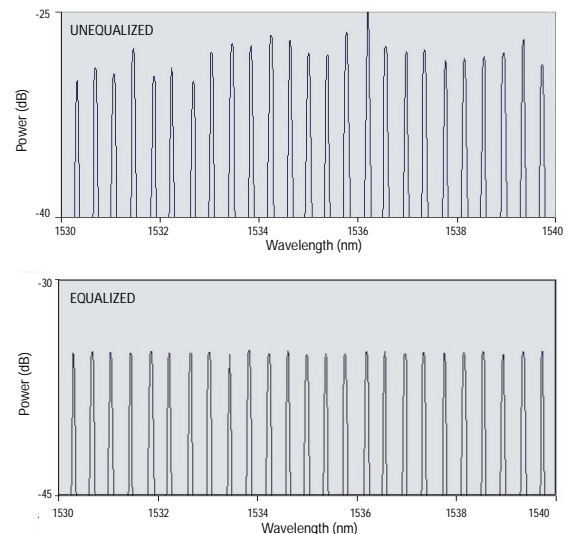 -25
UNEQUALIZED
Power (dB)
-40
1530 1532 1534 1536 1538 1540
Wavelength (nm)
-30
EQUALIZED
Power (dB)
-45
1530 1532 1534 1536 1538 1540
Wavelength (nm)